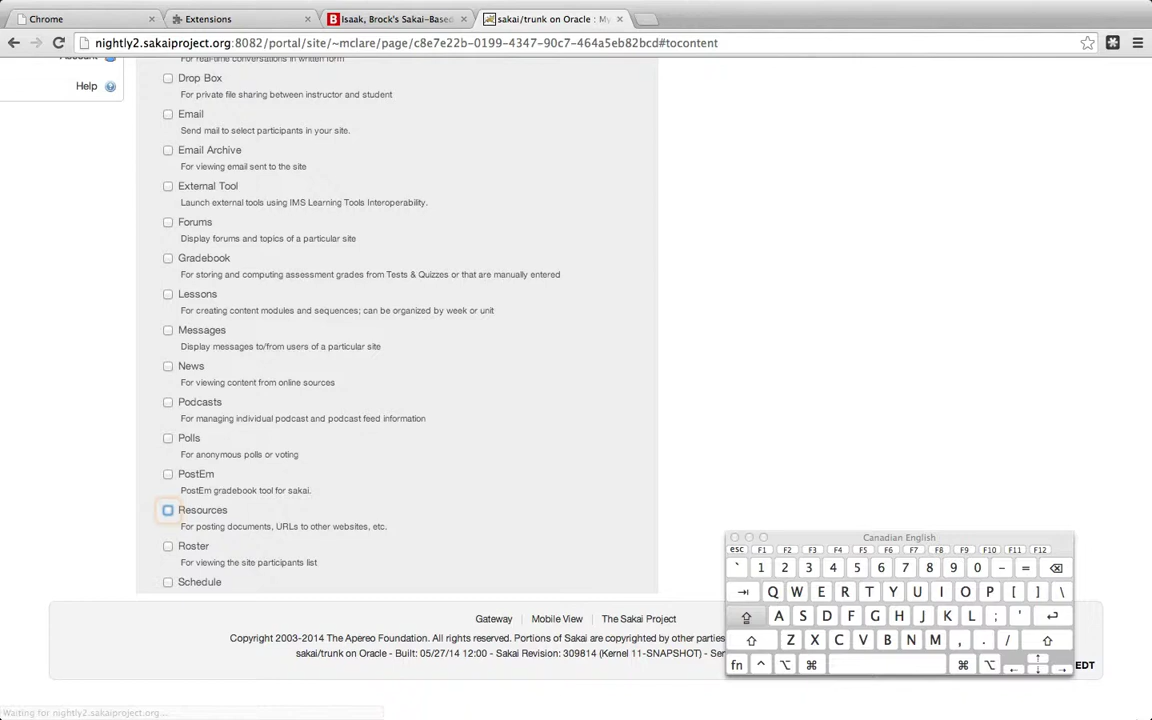 Chrome
Extensions
Isaak, Brock's Sakai-Based
sakai/trunk on Oracle : My
nightly2.sakaiproject.org:8082/portal/site/~mclare/page/c8e7e22b-0199-4347-90c7-464a5eb82bcd#tocontent
Account
Help
For real-time conversations in written form
Drop Box
For private file sharing between instructor and student
Email
Send mail to select participants in your site.
Email Archive
For viewing email sent to the site
External Tool
Launch external tools using IMS Learning Tools Interoperability.
Forums
Display forums and topics of a particular site
Gradebook
For storing and computing assessment grades from Tests & Quizzes or that are manually entered
Lessons
For creating content modules and sequences; can be organized by week or unit
Messages
Display messages to/from users of a particular site
News
For viewing content from online sources
Podcasts
For managing individual podcast and podcast feed information
Polls
For anonymous polls or voting
PostEm
PostEm gradebook tool for sakai.
Resources
For posting documents, URLs to other websites, etc.
Roster
For viewing the site participants list
Schedule
Gateway
Mobile View
The Sakai Project
Copyright 2003-2014 The Apereo Foundation. All rights reserved. Portions of Sakai are copyrighted by other parties
sakai/trunk on Oracle - Built: 05/27/14 12:00 - Sakai Revision: 309814 (Kernel 11-SNAPSHOT) - Ser
EDT
Canadian English
esc F1 F2 F3 F4 F5 F6 F7 F8 F9 F10 F11 F12
` 1 2 3 4 5 6 7 8 9 0 - =
Q W E R T Y U I O P [ ] \
A S D F G H J K L ; '
Z X C V B N M , . /
fn ^ ⌥ ⌘ ⌘ ⌥
Waiting for nightly2.sakaiproject.org...